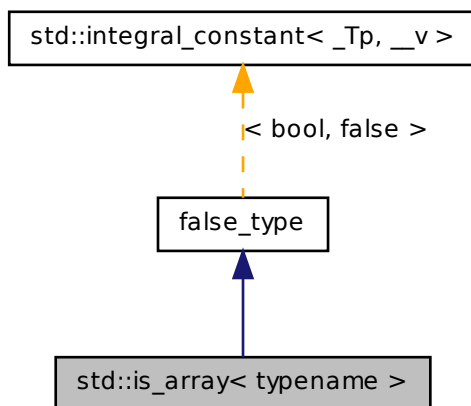 std::integral_constant< _Tp, __v >
< bool, false >
false_type
std::is_array< typename >